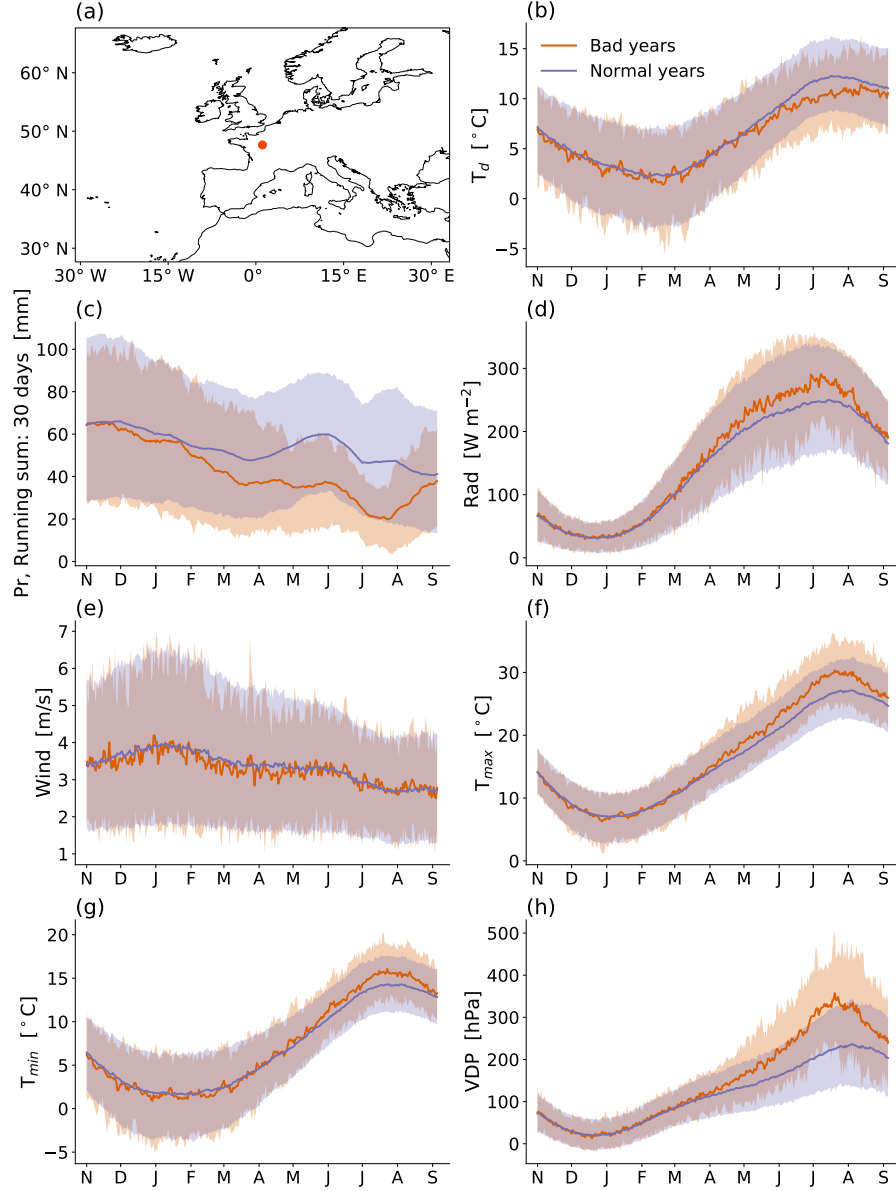 (a)
60° N
50° N
40° N
30° N
30° W
15° W
0°
15° E
30° E
(b)
Bad years
Normal years
T_d [°C]
15
10
5
0
−5
N D J F M A M J J A S
(c)
Pr, Running sum: 30 days [mm]
100
80
60
40
20
0
N D J F M A M J J A S
(d)
Rad [W m⁻²]
300
200
100
0
N D J F M A M J J A S
(e)
Wind [m/s]
7
6
5
4
3
2
1
N D J F M A M J J A S
(f)
T_max [°C]
30
20
10
0
N D J F M A M J J A S
(g)
T_min [°C]
20
15
10
5
0
−5
N D J F M A M J J A S
(h)
VDP [hPa]
500
400
300
200
100
0
N D J F M A M J J A S